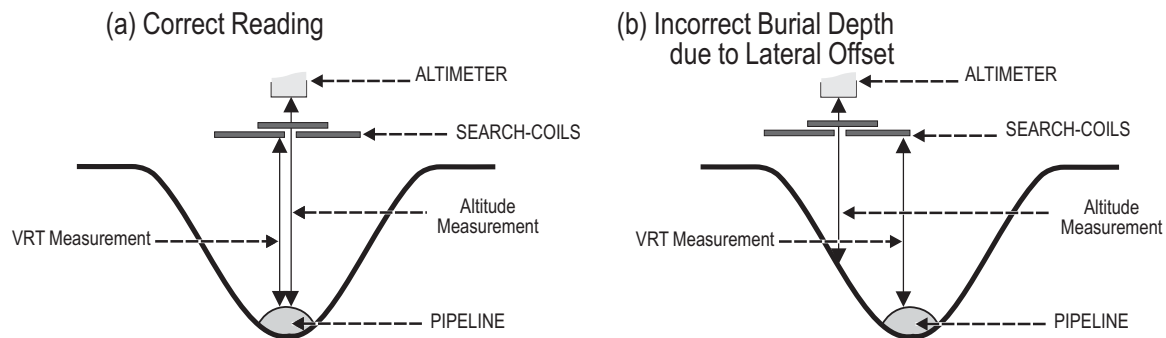 (a) Correct Reading
ALTIMETER
SEARCH-COILS
Altitude
Measurement
VRT Measurement
PIPELINE
(b) Incorrect Burial Depth
due to Lateral Offset
ALTIMETER
SEARCH-COILS
Altitude
Measurement
VRT Measurement
PIPELINE